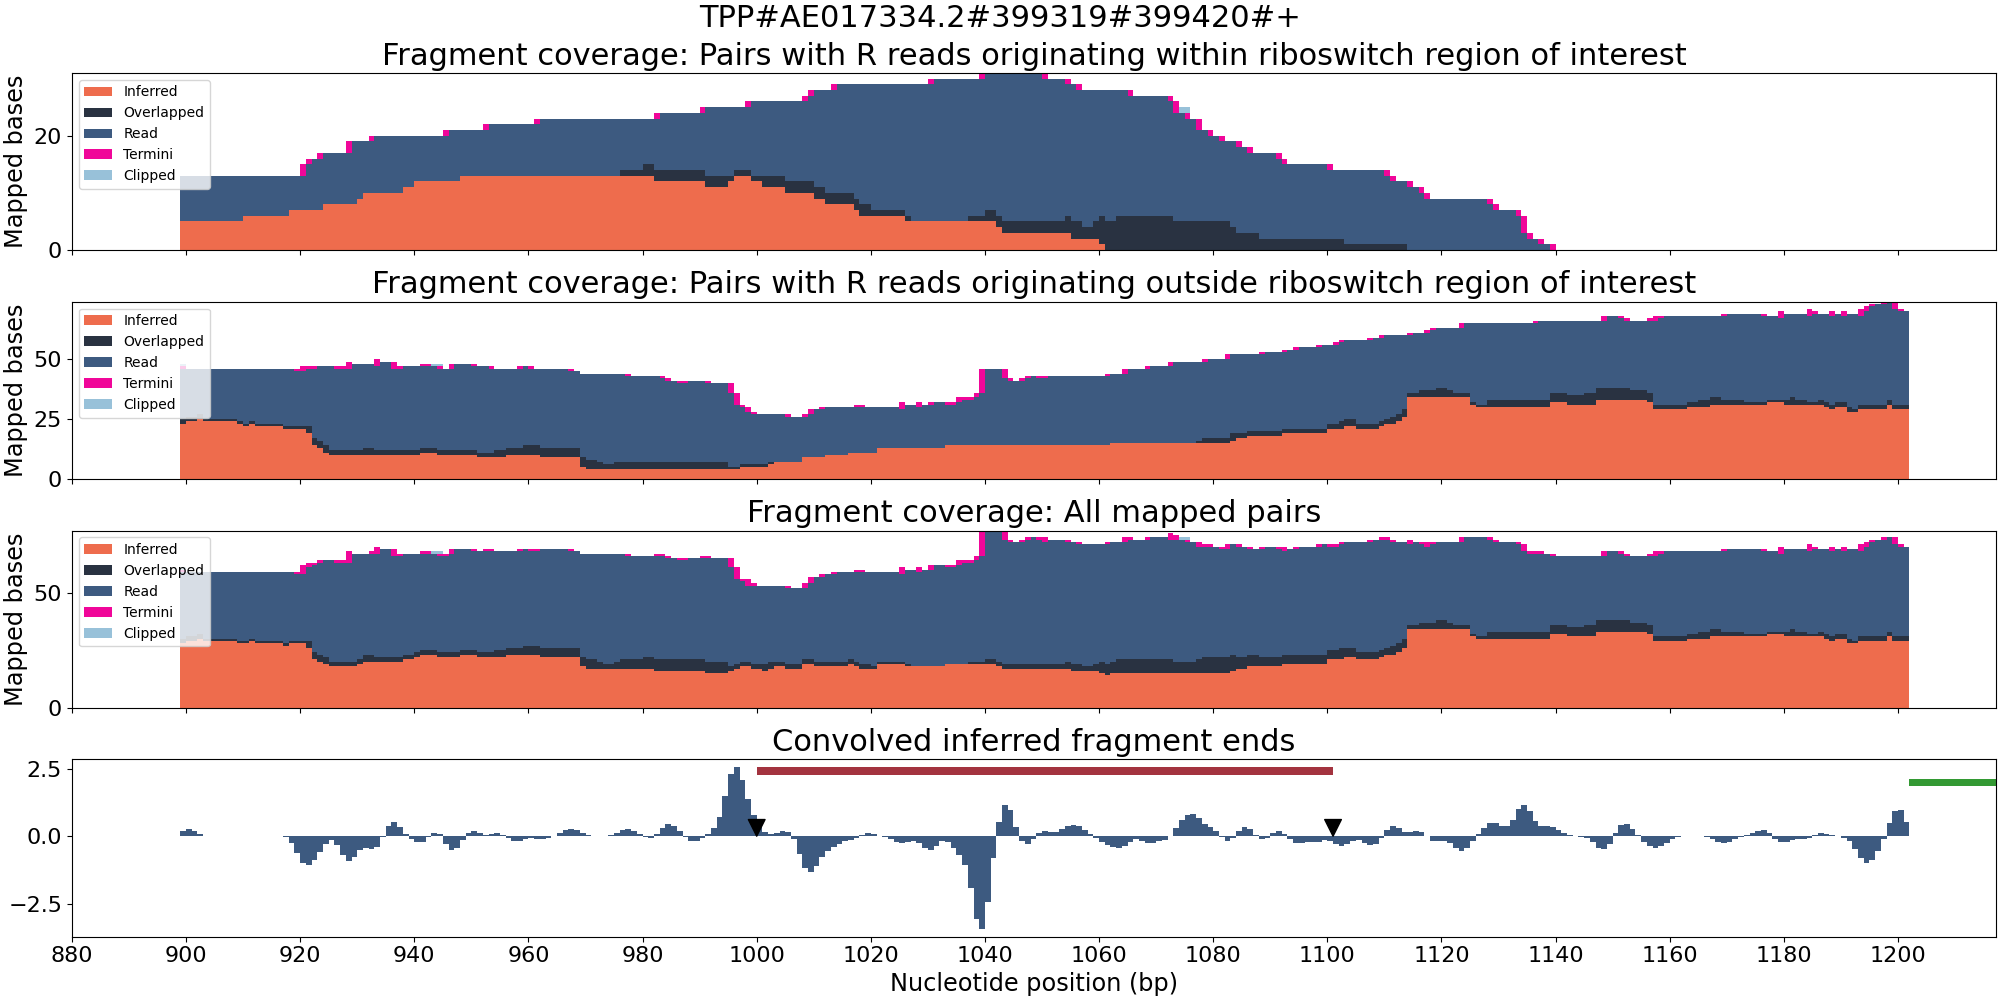 TPP#AE017334.2#399319#399420#+
Fragment coverage: Pairs with R reads originating within riboswitch region of interest
Mapped bases
20
0
Inferred
Overlapped
Read
Termini
Clipped
Fragment coverage: Pairs with R reads originating outside riboswitch region of interest
Mapped bases
50
25
0
Inferred
Overlapped
Read
Termini
Clipped
Fragment coverage: All mapped pairs
Mapped bases
50
0
Inferred
Overlapped
Read
Termini
Clipped
Convolved inferred fragment ends
2.5
0.0
−2.5
880 900 920 940 960 980 1000 1020 1040 1060 1080 1100 1120 1140 1160 1180 1200
Nucleotide position (bp)